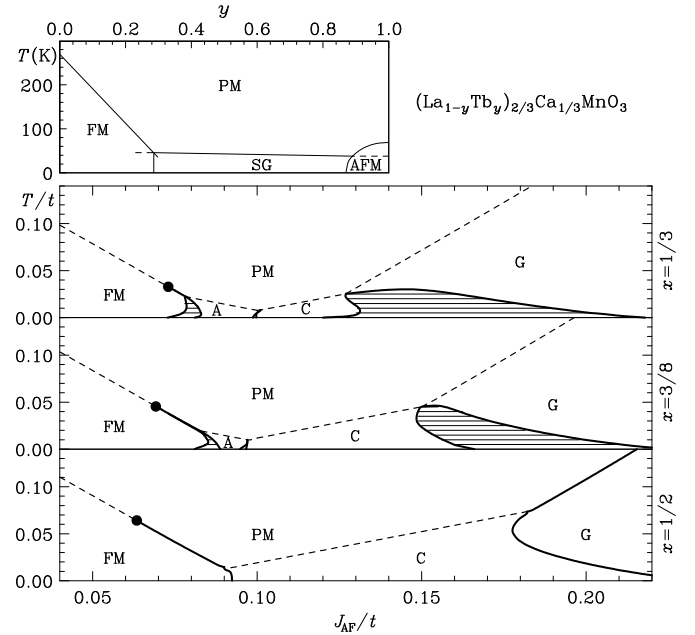 y
0.0 0.2 0.4 0.6 0.8 1.0
T(K)
200
100
0
PM
FM
SG
AFM
(La1−yTby)2/3Ca1/3MnO3
T/t
0.10
0.05
0.00
FM
PM
A
C
G
x=1/3
0.10
0.05
0.00
FM
PM
A
C
G
x=3/8
0.10
0.05
0.00
FM
PM
C
G
x=1/2
0.05 0.10 0.15 0.20
JAF/t